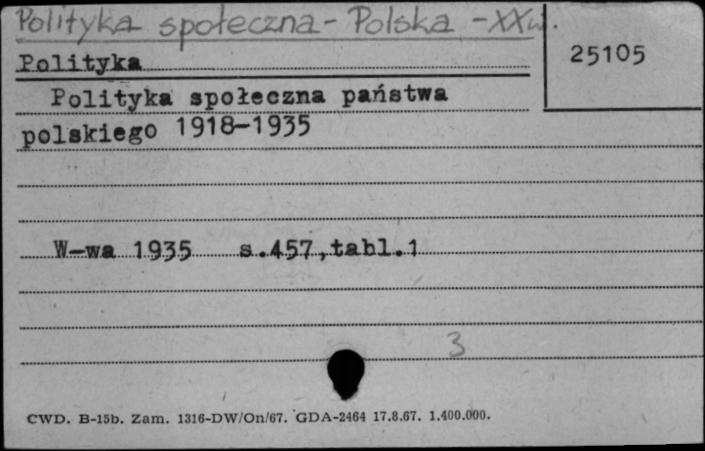 Polityka społeczna - Polska - XX w.
25105
Polityka
Polityka społeczna państwa
polskiego 1918-1935
W-wa 1935 s.457,tabl.1
3
CWD. B-15b. Zam. 1316-DW/On/67. GDA-2464 17.8.67. 1.400.000.